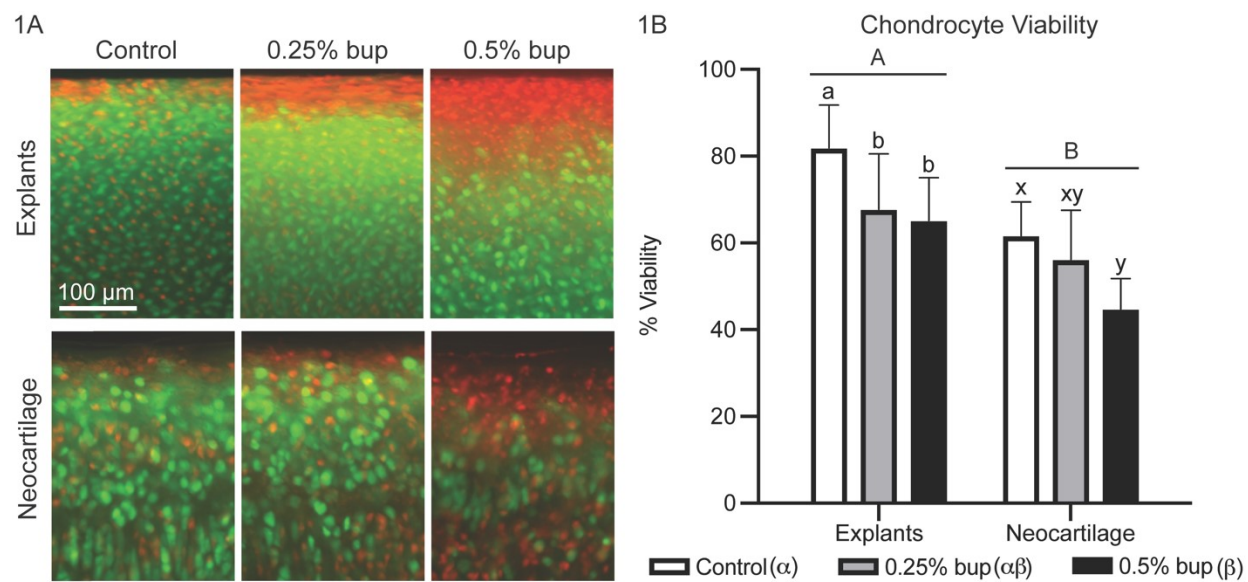 1A
Control 0.25% bup 0.5% bup
Explants
100 µm
Neocartilage
1B Chondrocyte Viability
% Viability
100
80
60
40
20
0
A
a
b
b
B
x
xy
y
Explants Neocartilage
Control(α) 0.25% bup(αβ) 0.5% bup(β)